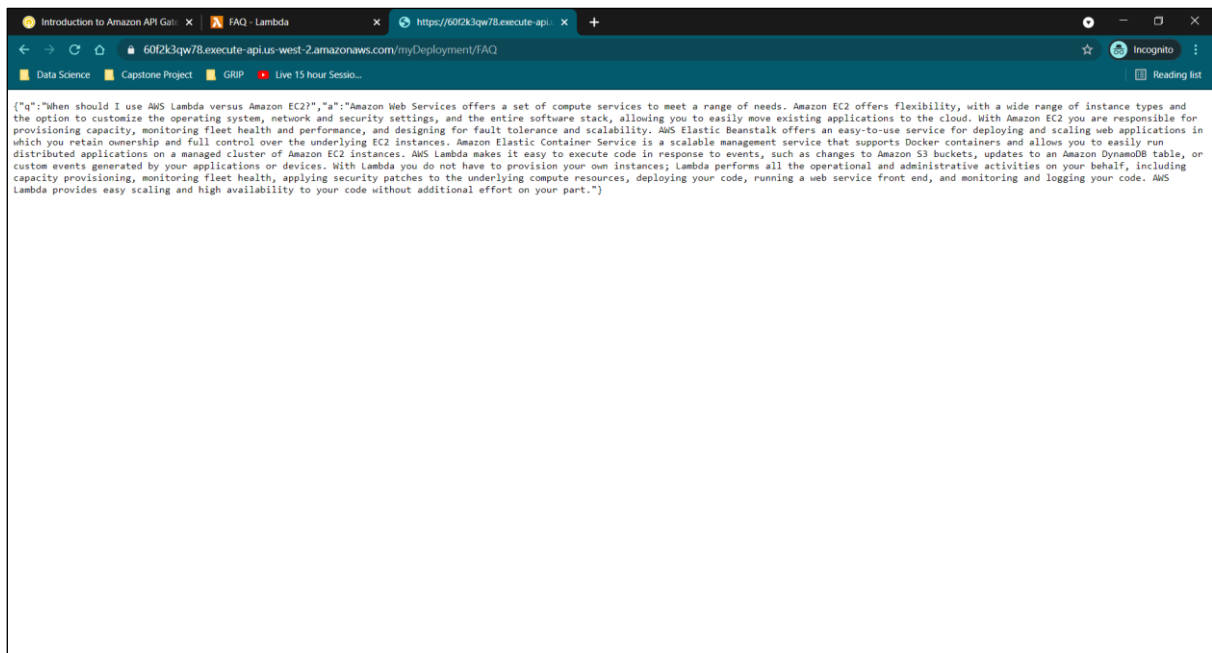 Introduction to Amazon API Gate
FAQ - Lambda
https://60f2k3qw78.execute-api.
60f2k3qw78.execute-api.us-west-2.amazonaws.com/myDeployment/FAQ
Incognito
Data Science
Capstone Project
GRIP
Live 15 hour Sessio...
Reading list
{"q":"When should I use AWS Lambda versus Amazon EC2?","a":"Amazon Web Services offers a set of compute services to meet a range of needs. Amazon EC2 offers flexibility, with a wide range of instance types and
the option to customize the operating system, network and security settings, and the entire software stack, allowing you to easily move existing applications to the cloud. With Amazon EC2 you are responsible for
provisioning capacity, monitoring fleet health and performance, and designing for fault tolerance and scalability. AWS Elastic Beanstalk offers an easy-to-use service for deploying and scaling web applications in
which you retain ownership and full control over the underlying EC2 instances. Amazon Elastic Container Service is a scalable management service that supports Docker containers and allows you to easily run
distributed applications on a managed cluster of Amazon EC2 instances. AWS Lambda makes it easy to execute code in response to events, such as changes to Amazon S3 buckets, updates to an Amazon DynamoDB table, or
custom events generated by your applications or devices. With Lambda you do not have to provision your own instances; Lambda performs all the operational and administrative activities on your behalf, including
capacity provisioning, monitoring fleet health, applying security patches to the underlying compute resources, deploying your code, running a web service front end, and monitoring and logging your code. AWS
Lambda provides easy scaling and high availability to your code without additional effort on your part."}